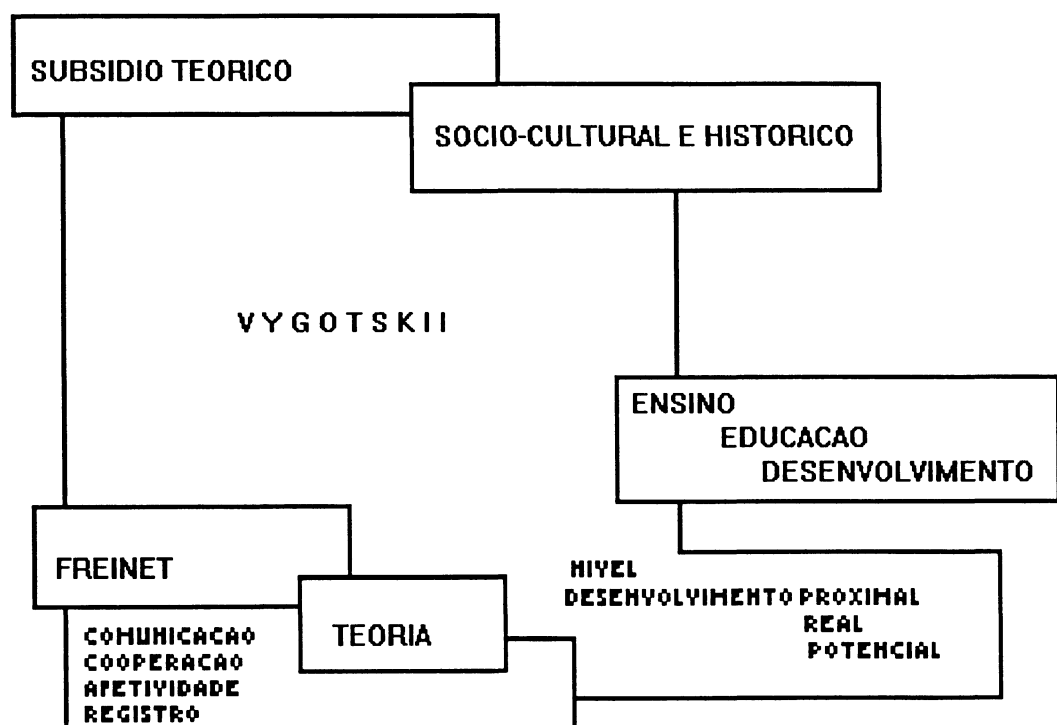 SUBSIDIO TEORICO
SOCIO-CULTURAL E HISTORICO
VYGOTSKII
ENSINO
EDUCACAO
DESENVOLVIMENTO
FREINET
TEORIA
NIVEL
DESENVOLVIMENTO PROXIMAL
REAL
POTENCIAL
COMUNICACAO
COOPERACAO
AFETIVIDADE
REGISTRO